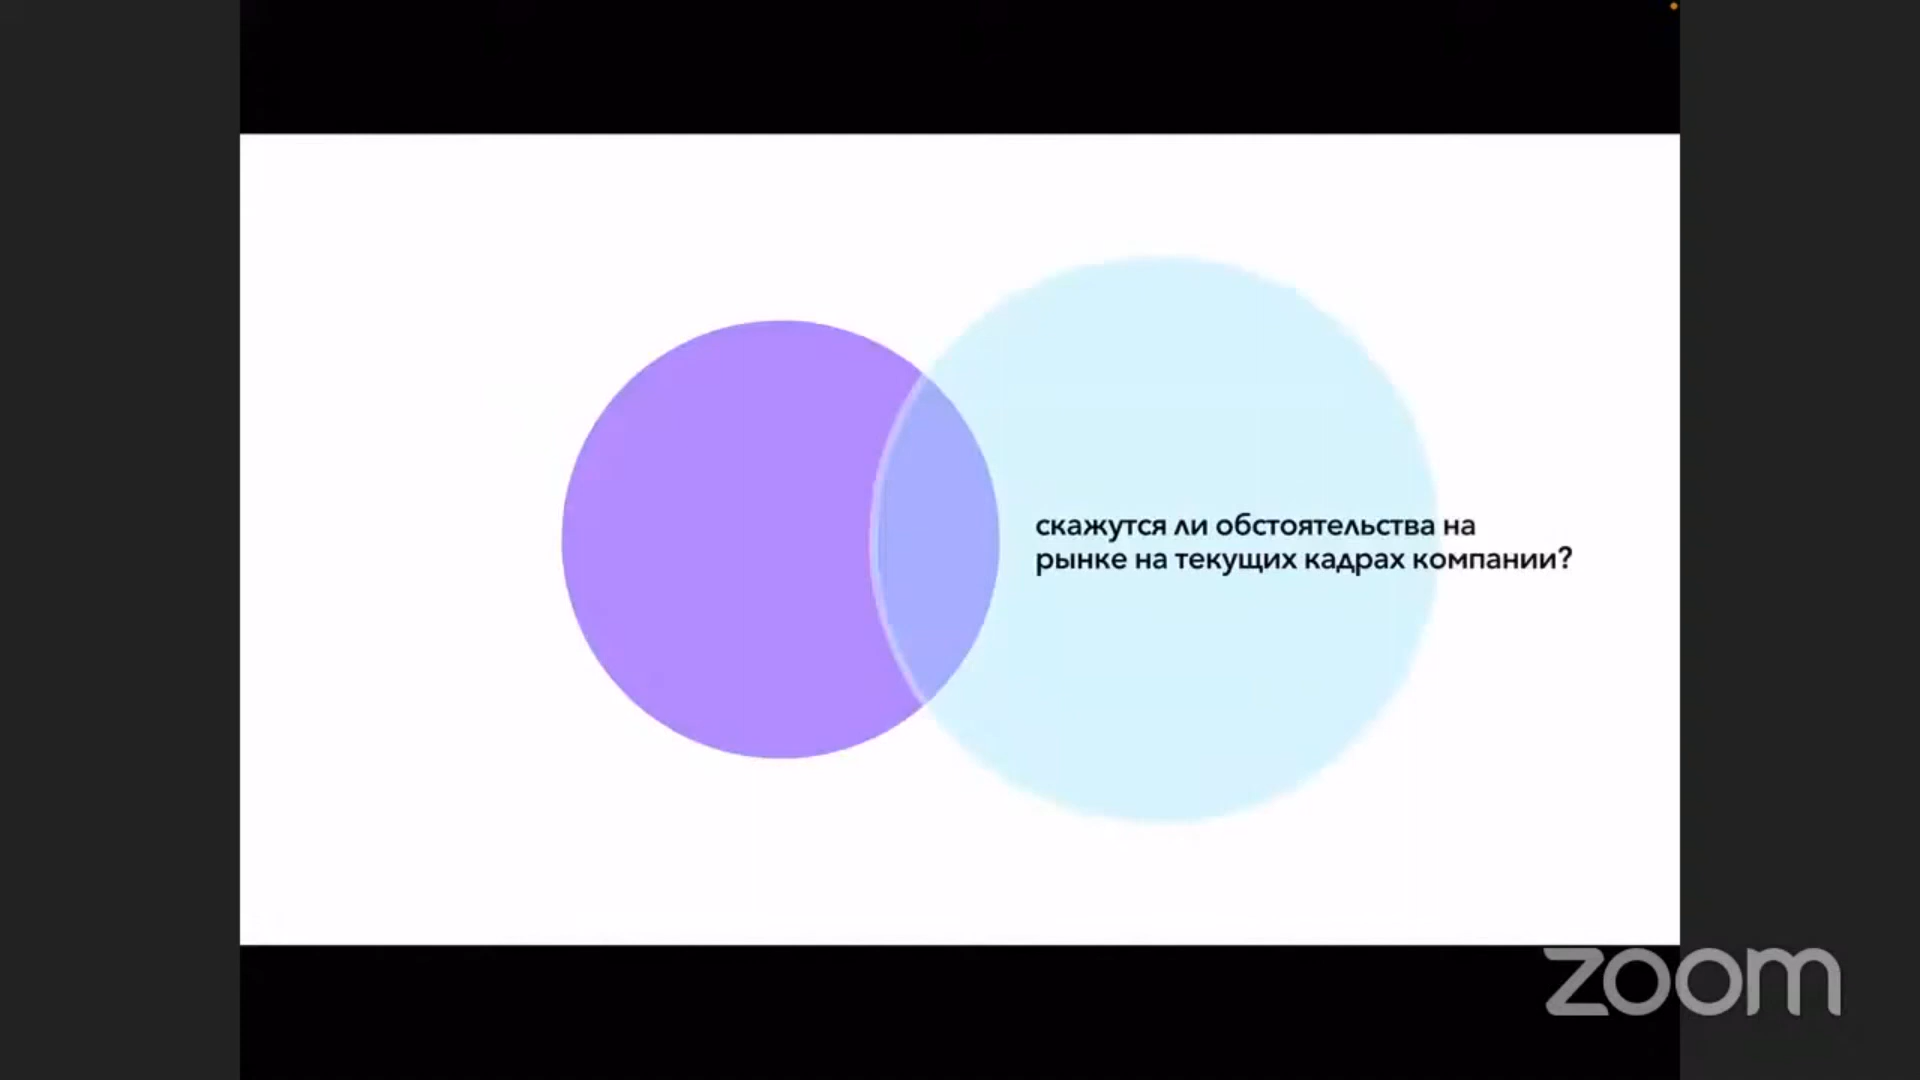 скажутся ли обстоятельства на
рынке на текущих кадрах компании?
zoom